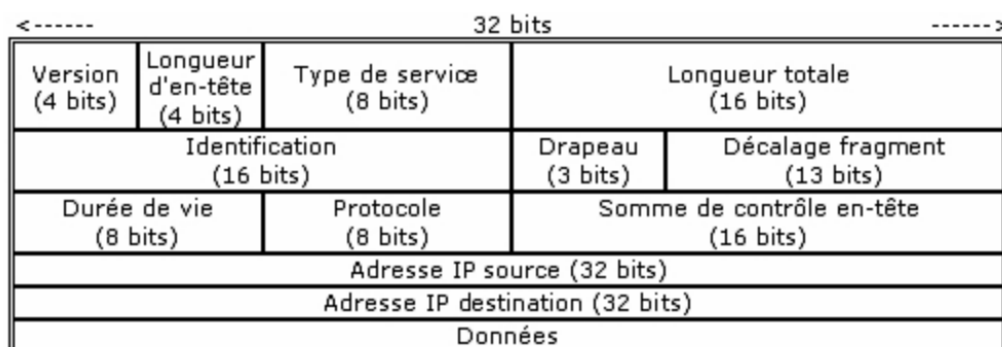 <------ 32 bits ------>
Version
(4 bits)
Longueur
d'en-tête
(4 bits)
Type de service
(8 bits)
Longueur totale
(16 bits)
Identification
(16 bits)
Drapeau
(3 bits)
Décalage fragment
(13 bits)
Durée de vie
(8 bits)
Protocole
(8 bits)
Somme de contrôle en-tête
(16 bits)
Adresse IP source (32 bits)
Adresse IP destination (32 bits)
Données